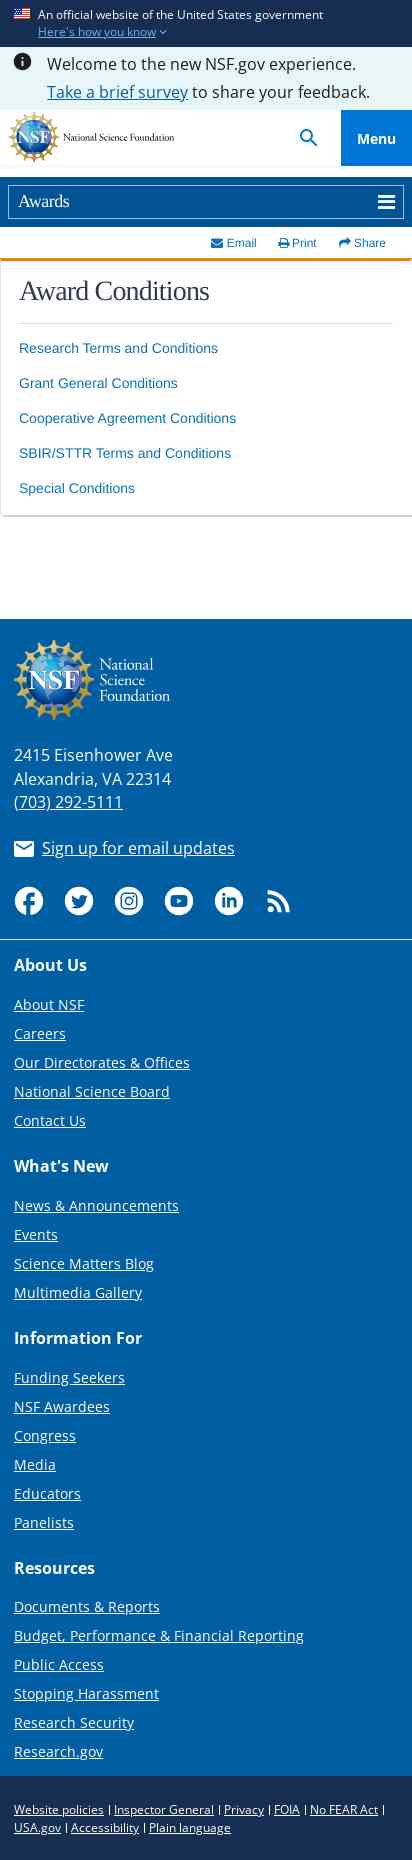 An official website of the United States government
Here's how you know
Welcome to the new NSF.gov experience.
Take a brief survey to share your feedback.
NSF National Science Foundation
Menu
Awards
Email Print Share
Award Conditions
Research Terms and Conditions
Grant General Conditions
Cooperative Agreement Conditions
SBIR/STTR Terms and Conditions
Special Conditions
National
NSF Science
Foundation
2415 Eisenhower Ave
Alexandria, VA 22314
(703) 292-5111
Sign up for email updates
About Us
About NSF
Careers
Our Directorates & Offices
National Science Board
Contact Us
What's New
News & Announcements
Events
Science Matters Blog
Multimedia Gallery
Information For
Funding Seekers
NSF Awardees
Congress
Media
Educators
Panelists
Resources
Documents & Reports
Budget, Performance & Financial Reporting
Public Access
Stopping Harassment
Research Security
Research.gov
Website policies | Inspector General | Privacy | FOIA | No FEAR Act |
USA.gov | Accessibility | Plain language